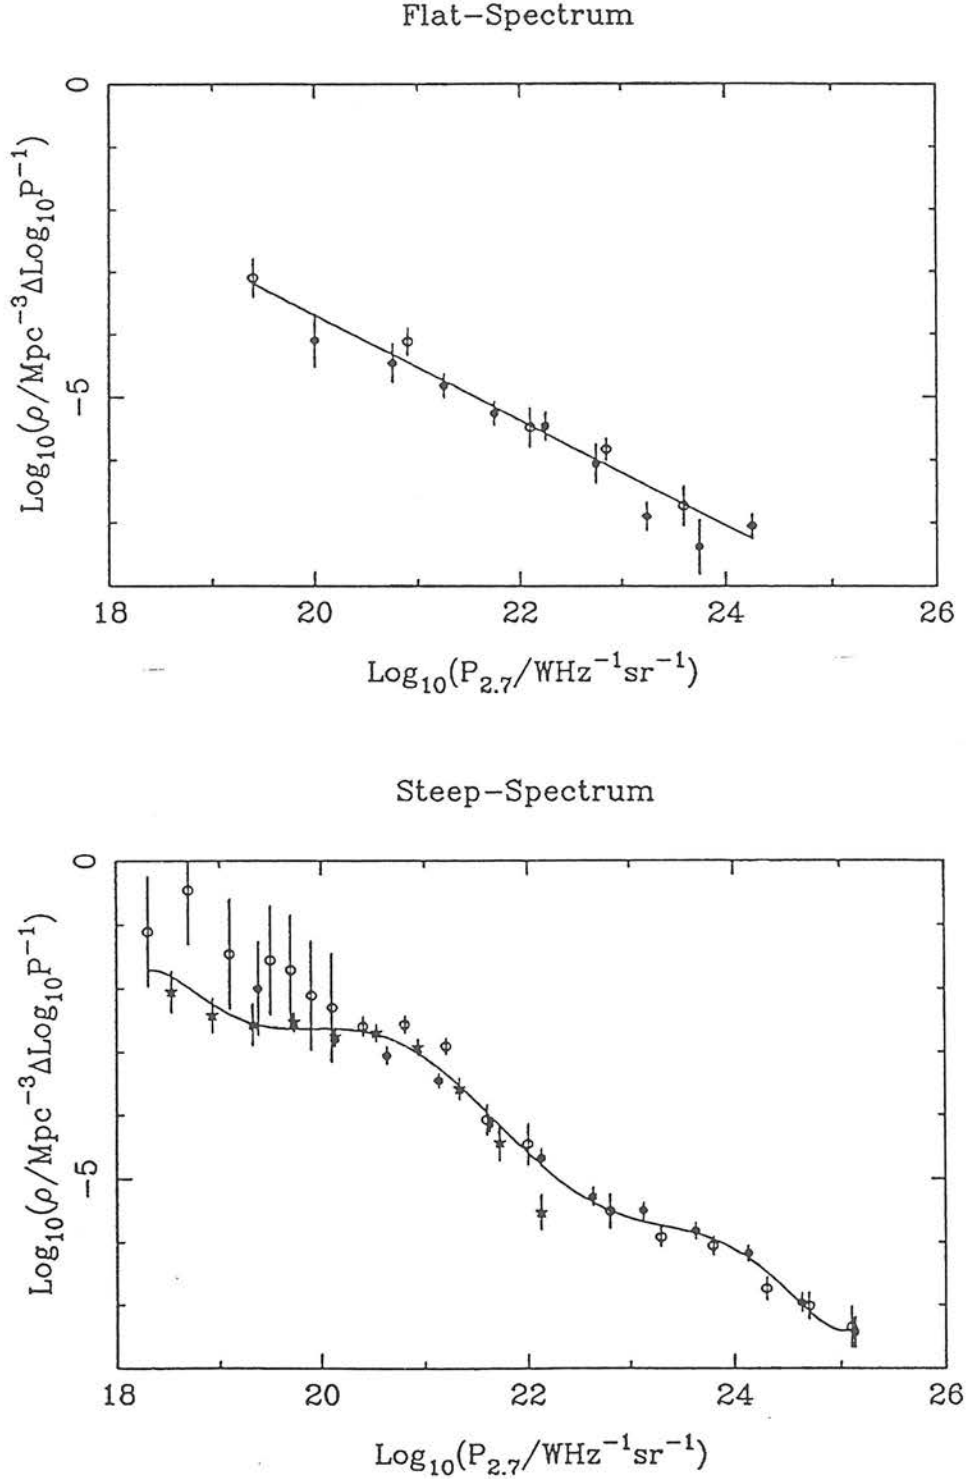 Flat-Spectrum
Log₁₀(ρ/Mpc⁻³ΔLog₁₀P⁻¹)
0
-5
18 20 22 24 26
Log₁₀(P₂.₇/WHz⁻¹sr⁻¹)
Steep-Spectrum
Log₁₀(ρ/Mpc⁻³ΔLog₁₀P⁻¹)
0
-5
18 20 22 24 26
Log₁₀(P₂.₇/WHz⁻¹sr⁻¹)